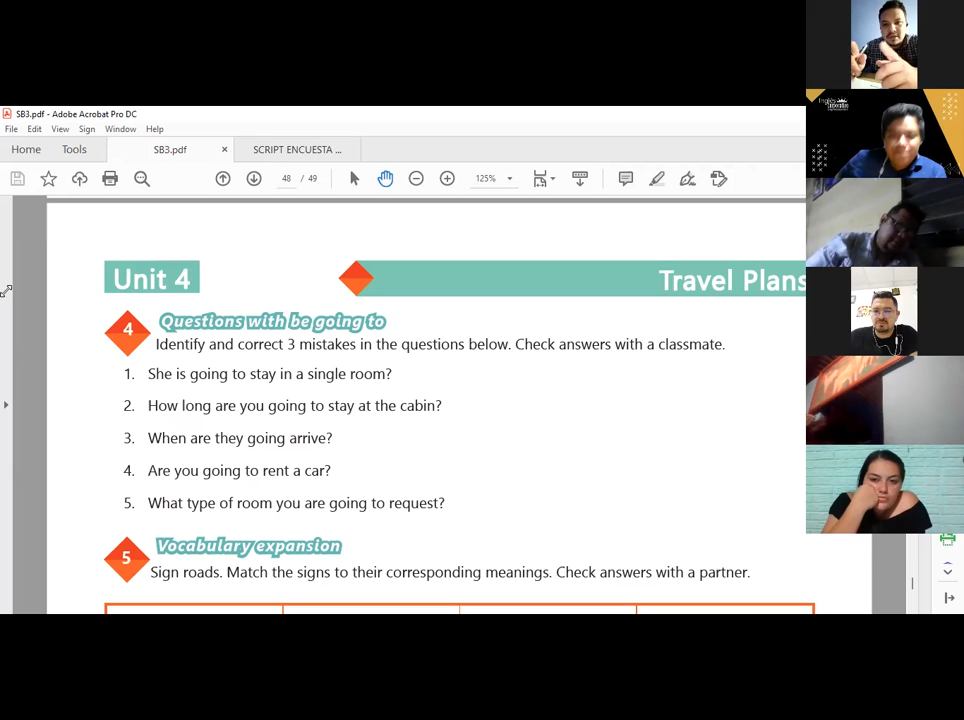 SB3.pdf - Adobe Acrobat Pro DC
File Edit View Sign Window Help
Home Tools SB3.pdf × SCRIPT ENCUESTA ...
48 / 49 125%
Unit 4 Travel Plans
4 Questions with be going to
Identify and correct 3 mistakes in the questions below. Check answers with a classmate.
1. She is going to stay in a single room?
2. How long are you going to stay at the cabin?
3. When are they going arrive?
4. Are you going to rent a car?
5. What type of room you are going to request?
5 Vocabulary expansion
Sign roads. Match the signs to their corresponding meanings. Check answers with a partner.
Inglés